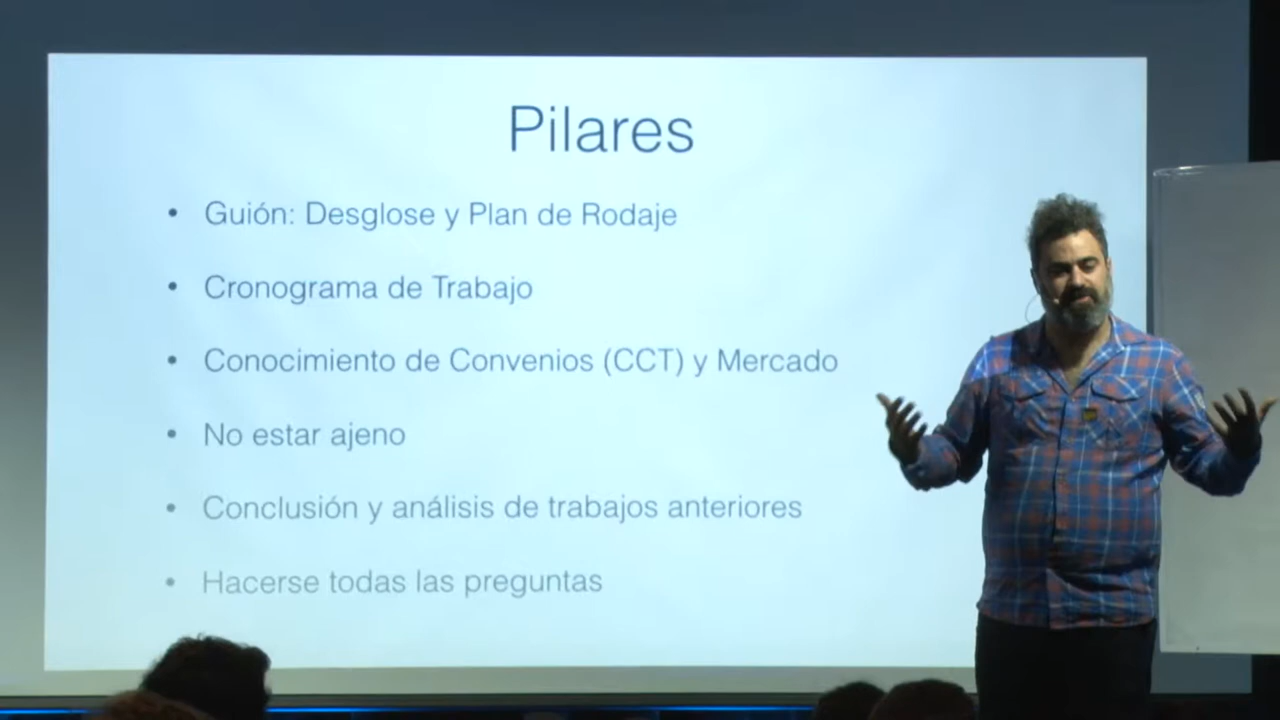 Pilares
• Guión: Desglose y Plan de Rodaje
• Cronograma de Trabajo
• Conocimiento de Convenios (CCT) y Mercado
• No estar ajeno
• Conclusión y análisis de trabajos anteriores
• Hacerse todas las preguntas